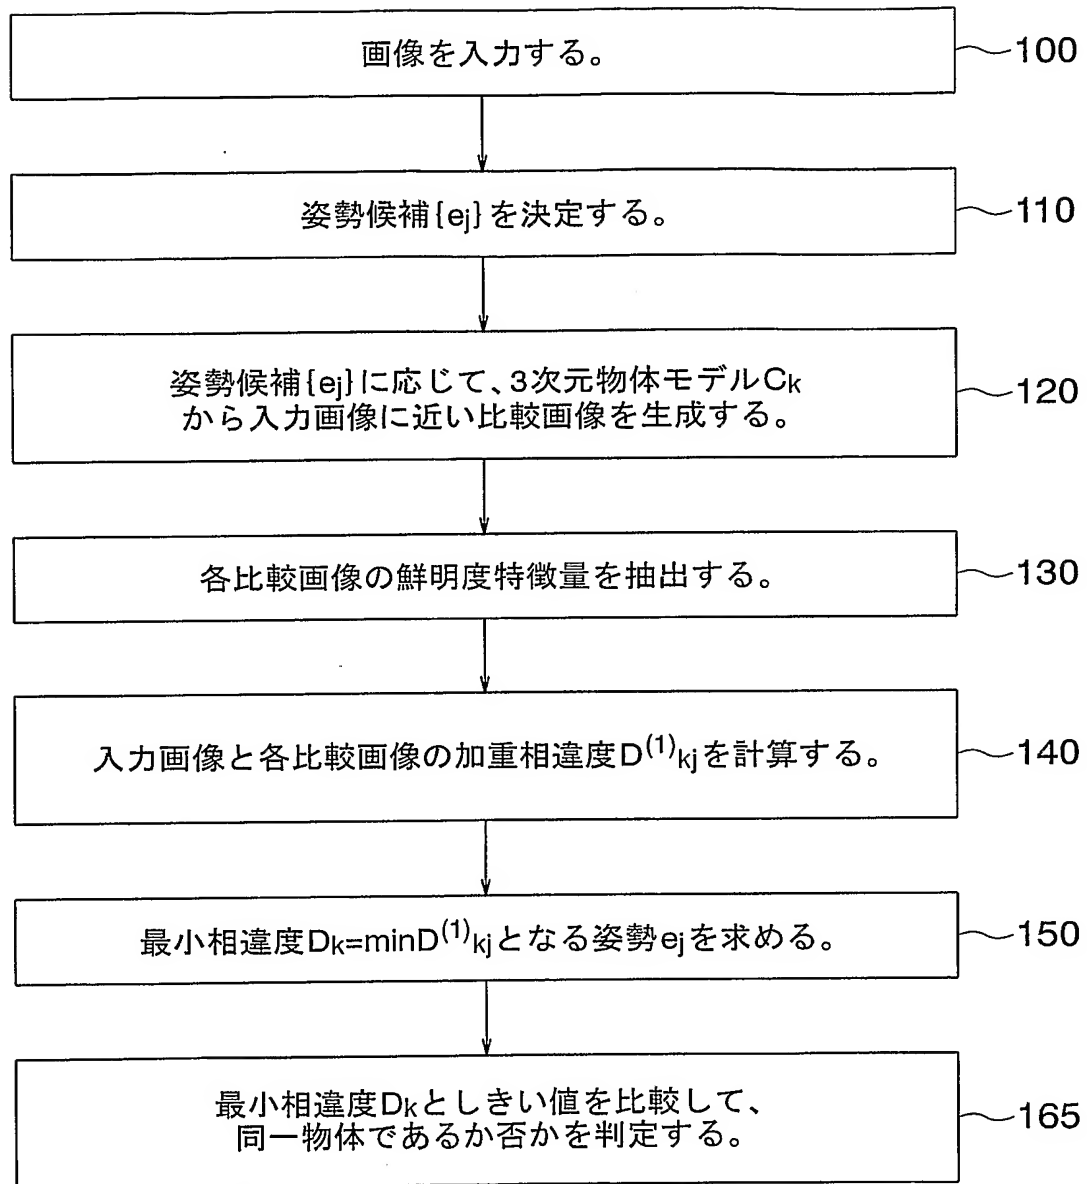 画像を入力する。
100
姿勢候補{ej}を決定する。
110
姿勢候補{ej}に応じて、3次元物体モデルCk
から入力画像に近い比較画像を生成する。
120
各比較画像の鮮明度特徴量を抽出する。
130
入力画像と各比較画像の加重相違度D(1)kjを計算する。
140
最小相違度Dk=minD(1)kjとなる姿勢ejを求める。
150
最小相違度Dkとしきい値を比較して、
同一物体であるか否かを判定する。
165